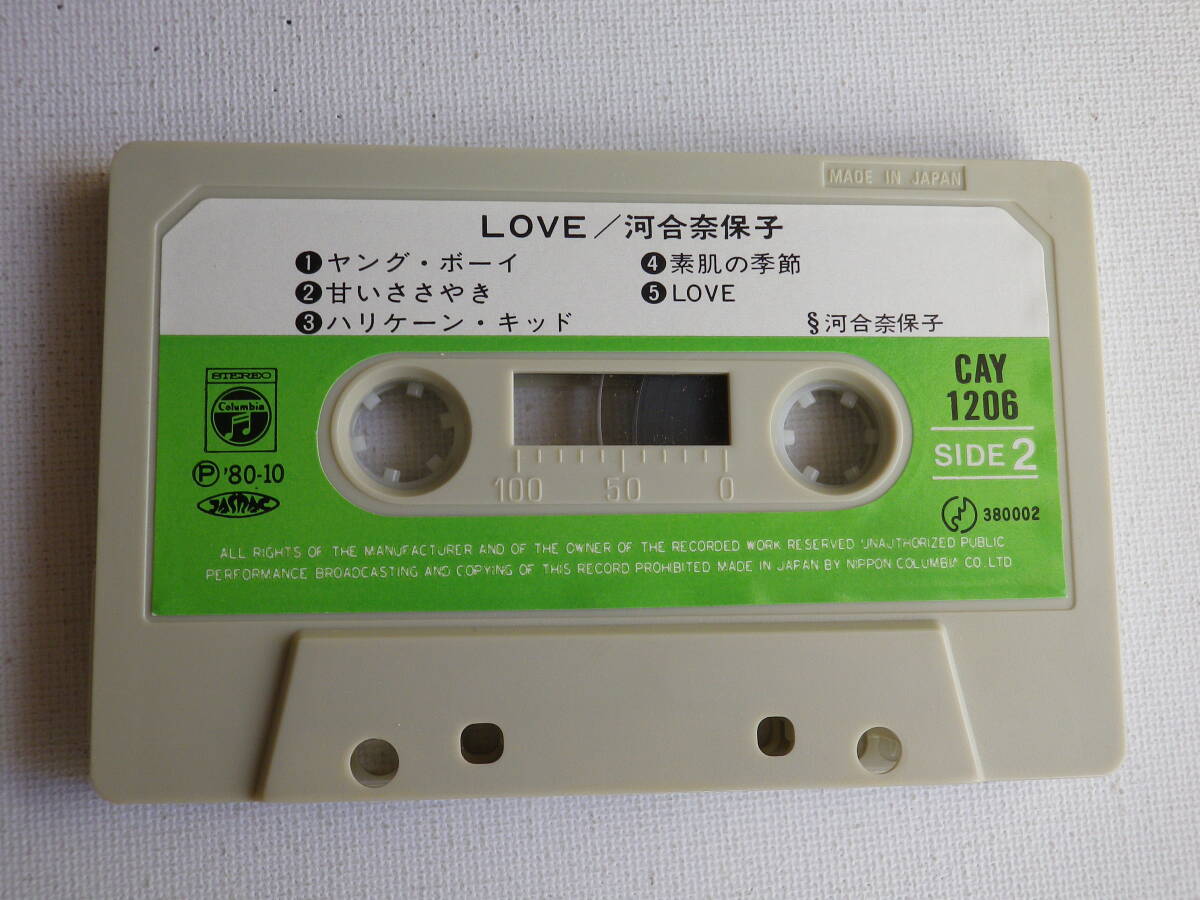 MADE IN JAPAN
LOVE／河合奈保子
❶ヤング・ボーイ
❷甘いささやき
❸ハリケーン・キッド
❹素肌の季節
❺LOVE
§河合奈保子
STEREO
Columbia
Ⓟ '80-10
JASRAC
CAY
1206
SIDE 2
380002
100 50 0
ALL RIGHTS OF THE MANUFACTURER AND OF THE OWNER OF THE RECORDED WORK RESERVED UNAUTHORIZED PUBLIC
PERFORMANCE BROADCASTING AND COPYING OF THIS RECORD PROHIBITED MADE IN JAPAN BY NIPPON COLUMBIA CO. LTD